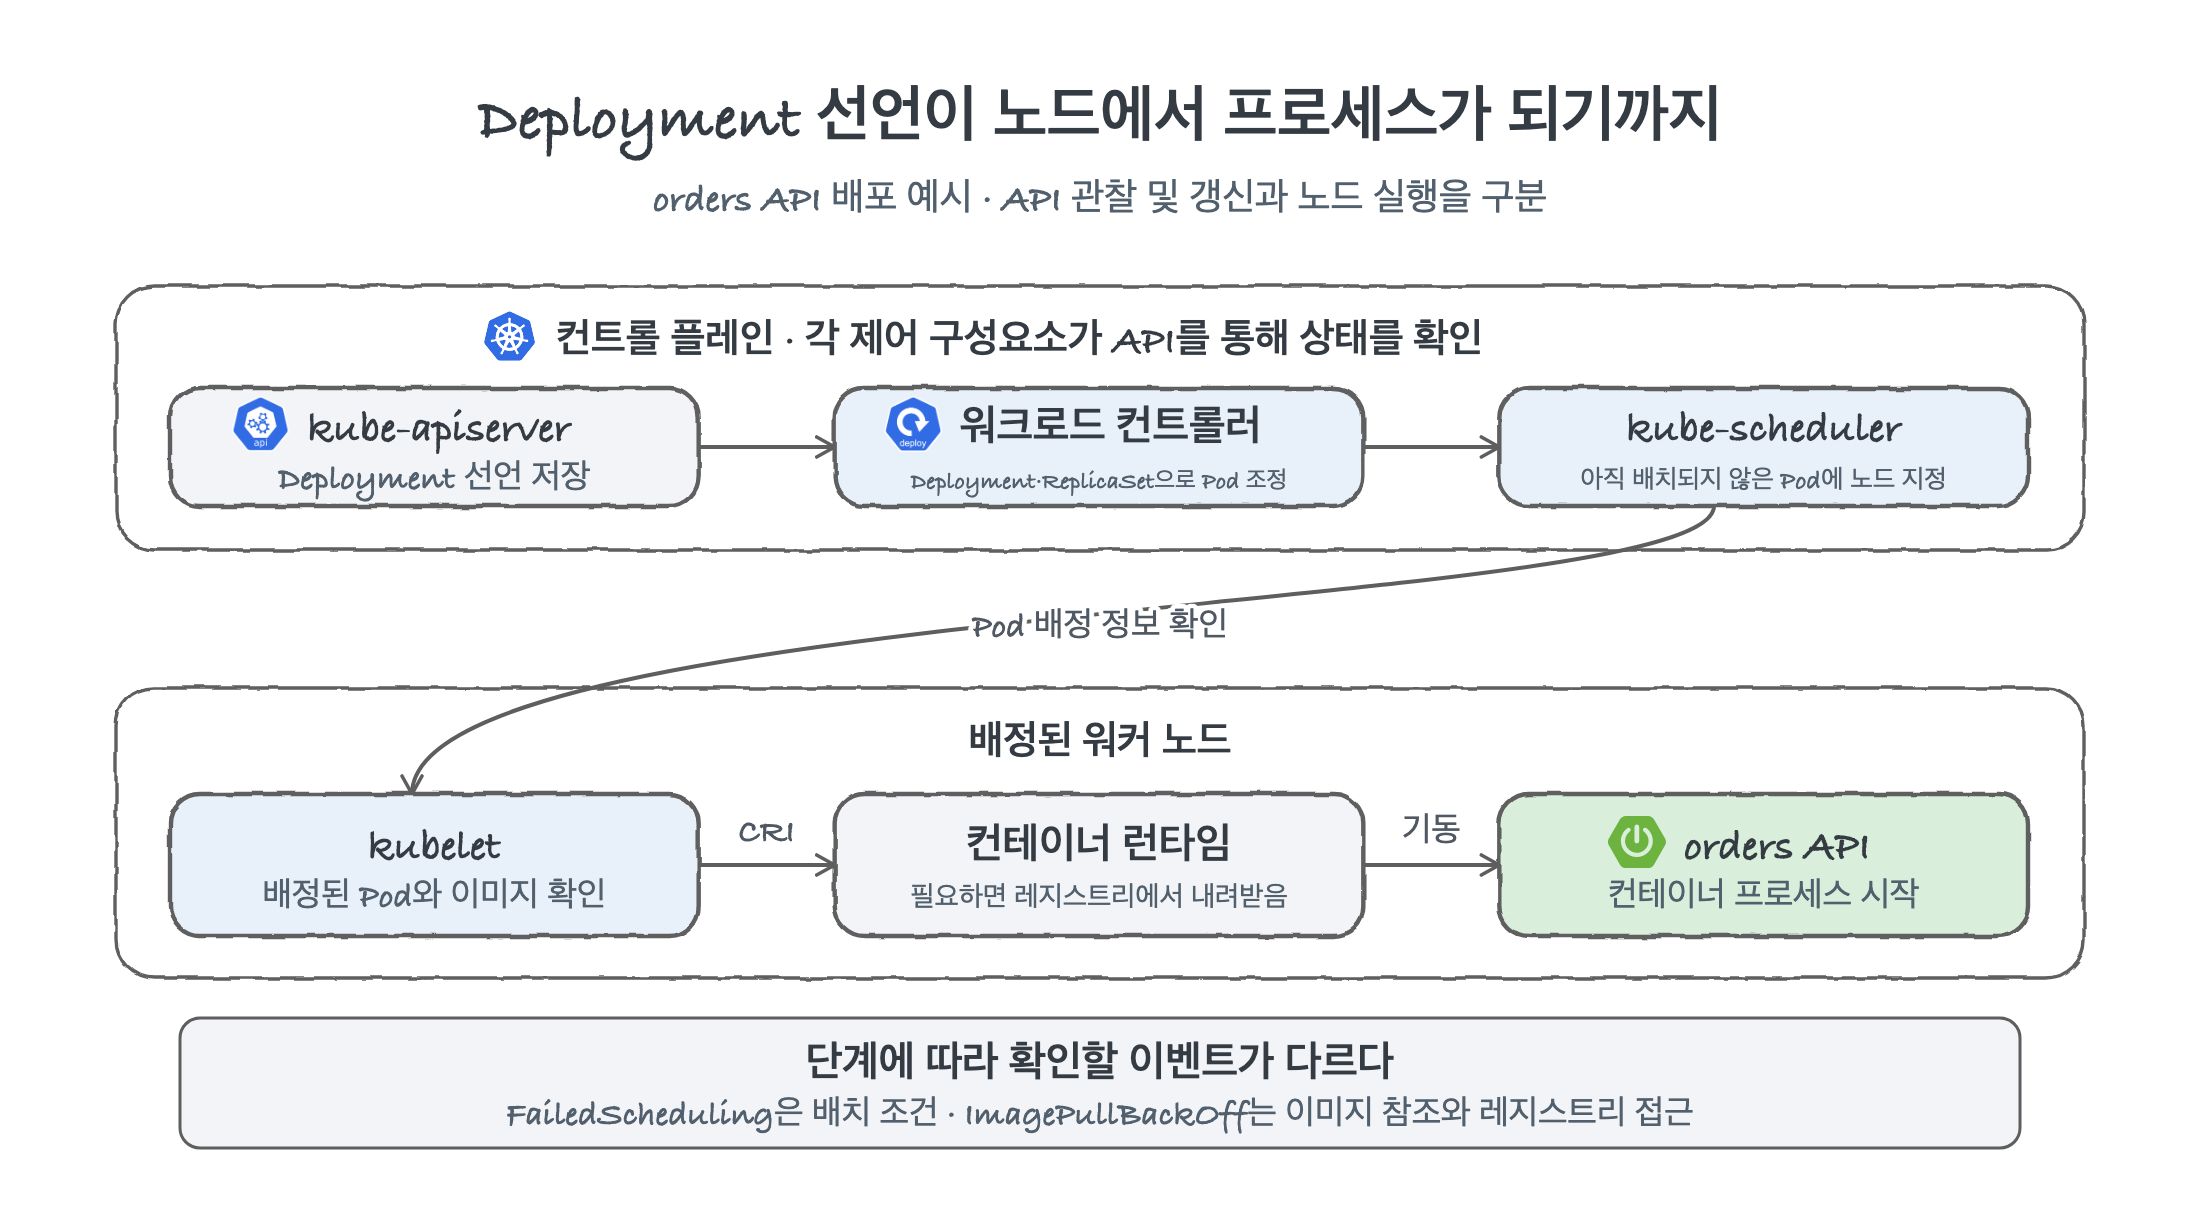 Deployment 선언이 노드에서 프로세스가 되기까지
orders API 배포 예시 · API 관찰 및 갱신과 노드 실행을 구분
컨트롤 플레인 · 각 제어 구성요소가 API를 통해 상태를 확인
api
kube-apiserver
Deployment 선언 저장
deploy
워크로드 컨트롤러
Deployment·ReplicaSet으로 Pod 조정
kube-scheduler
아직 배치되지 않은 Pod에 노드 지정
Pod 배정 정보 확인
배정된 워커 노드
kubelet
배정된 Pod와 이미지 확인
CRI
컨테이너 런타임
필요하면 레지스트리에서 내려받음
기동
orders API
컨테이너 프로세스 시작
단계에 따라 확인할 이벤트가 다르다
FailedScheduling은 배치 조건 · ImagePullBackOff는 이미지 참조와 레지스트리 접근